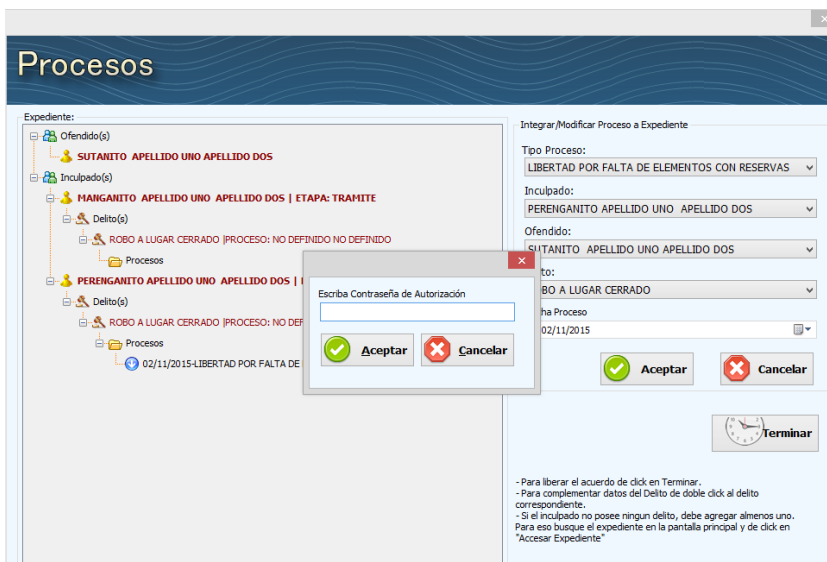 Procesos
Expediente:
Ofendido(s)
SUTANITO APELLIDO UNO APELLIDO DOS
Inculpado(s)
MANGANITO APELLIDO UNO APELLIDO DOS | ETAPA: TRAMITE
Delito(s)
ROBO A LUGAR CERRADO |PROCESO: NO DEFINIDO NO DEFINIDO
Procesos
PERENGANITO APELLIDO UNO APELLIDO DOS |
Delito(s)
ROBO A LUGAR CERRADO |PROCESO: NO DEF
Procesos
02/11/2015-LIBERTAD POR FALTA DE
Escriba Contraseña de Autorización
Aceptar
Cancelar
Integrar/Modificar Proceso a Expediente
Tipo Proceso:
LIBERTAD POR FALTA DE ELEMENTOS CON RESERVAS
Inculpado:
PERENGANITO APELLIDO UNO APELLIDO DOS
Ofendido:
SUTANITO APELLIDO UNO APELLIDO DOS
to:
BO A LUGAR CERRADO
ha Proceso
02/11/2015
Aceptar
Cancelar
Terminar
- Para liberar el acuerdo de click en Terminar.
- Para complementar datos del Delito de doble click al delito
correspondiente.
- Si el inculpado no posee ningun delito, debe agregar almenos uno.
Para eso busque el expediente en la pantalla principal y de click en
"Accesar Expediente"